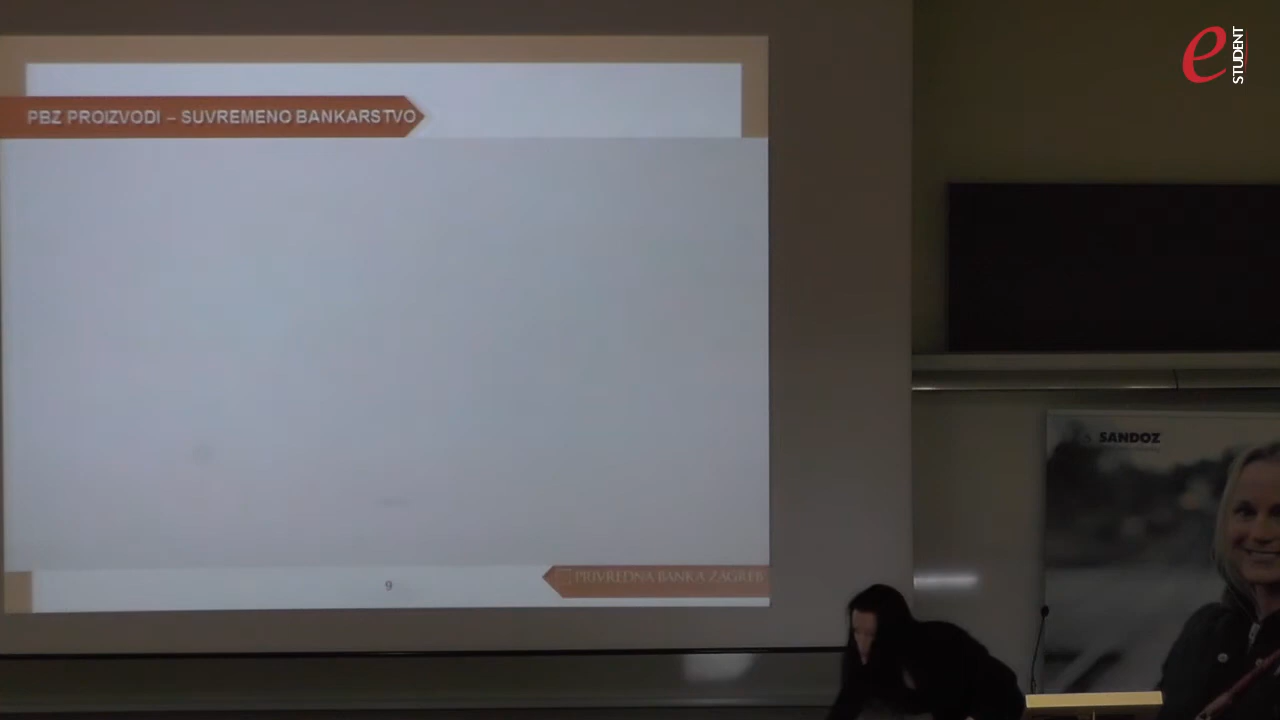 e
STUDENT
PBZ PROIZVODI – SUVREMENO BANKARSTVO
SANDOZ
9
PRIVREDNA BANKA ZAGREB